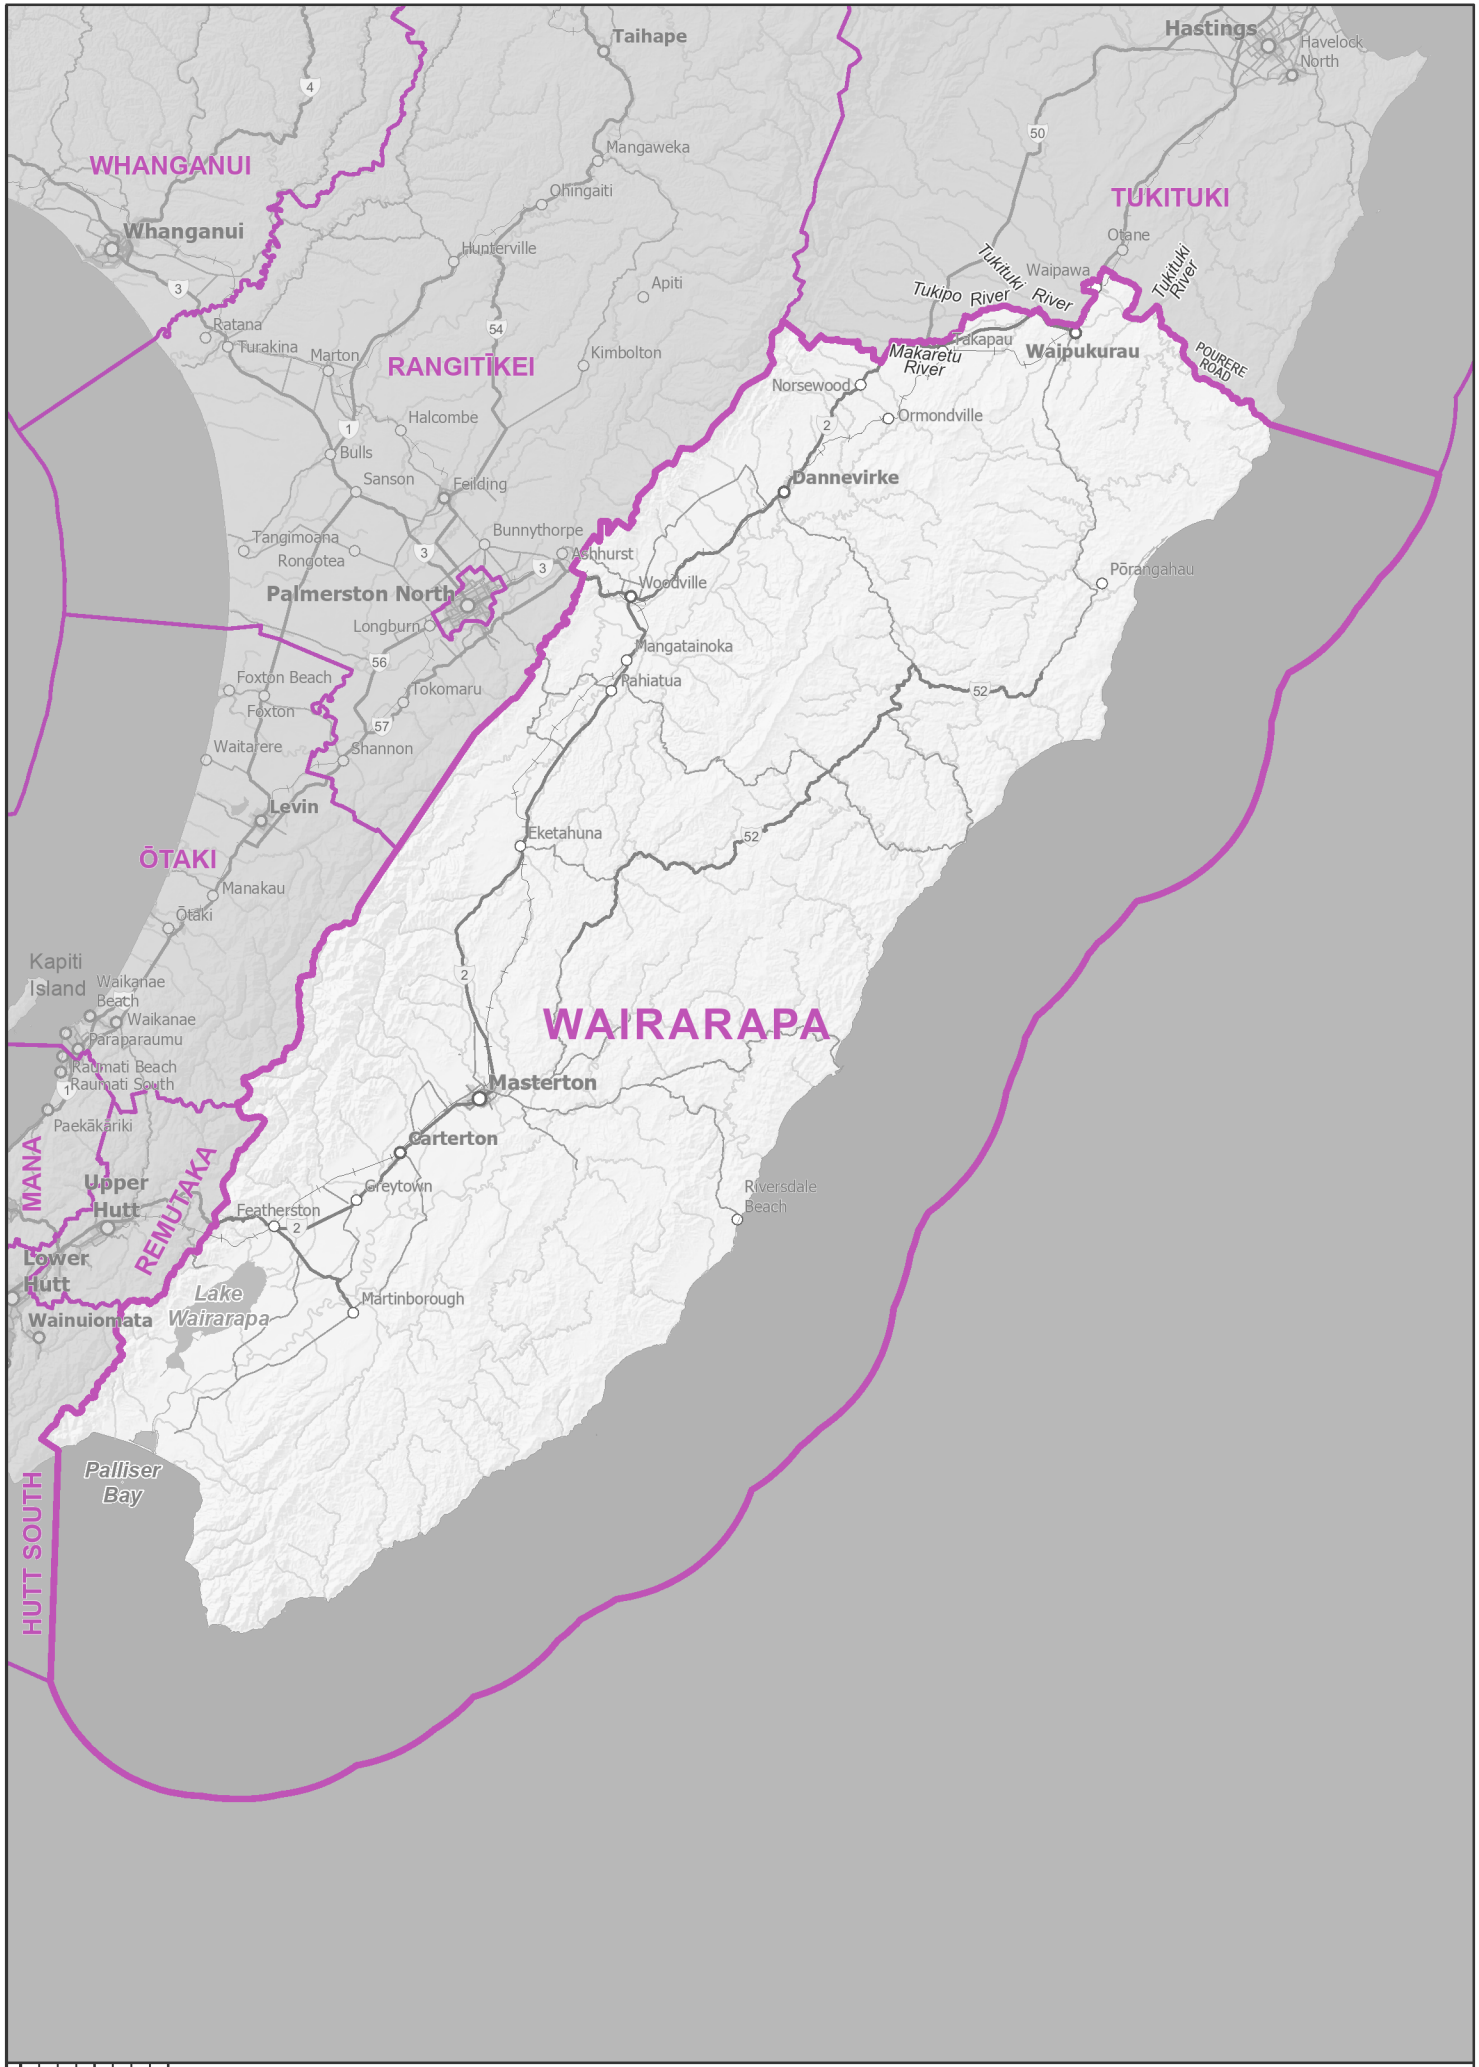 Hastings
Havelock
North
Taihape
4
50
Mangaweka
WHANGANUI
Ohingaiti
TUKITUKI
Whanganui
Otane
Hunterville
Tukituki
River
Waipawa
Tukituki
River
Apiti
3
Tukipo River
54
Ratana
Turakina
Takapau
Marton
Kimbolton
Makaretu
River
Waipukurau
POURERE
ROAD
RANGITĪKEI
Norsewood
Halcombe
Ormondville
1
2
Bulls
Sanson
Feilding
Dannevirke
Tangimoana
Bunnythorpe
Rongotea
3
Ashhurst
3
Pōrangahau
Woodville
Palmerston North
Longburn
Mangatainoka
56
Foxton Beach
Tokomaru
Pahiatua
52
Foxton
57
Waitarere
Shannon
Levin
Eketahuna
52
ŌTAKI
Manakau
Ōtaki
Kapiti
Island
2
Waikanae
Beach
Waikanae
WAIRARAPA
Paraparaumu
Raumati Beach
Raumati South
1
Masterton
Paekākāriki
Carterton
MANA
REMUTAKA
Upper
Hutt
Greytown
Riversdale
Beach
Featherston
2
Lower
Hutt
Lake
Wairarapa
Martinborough
Wainuiomata
Palliser
Bay
HUTT SOUTH